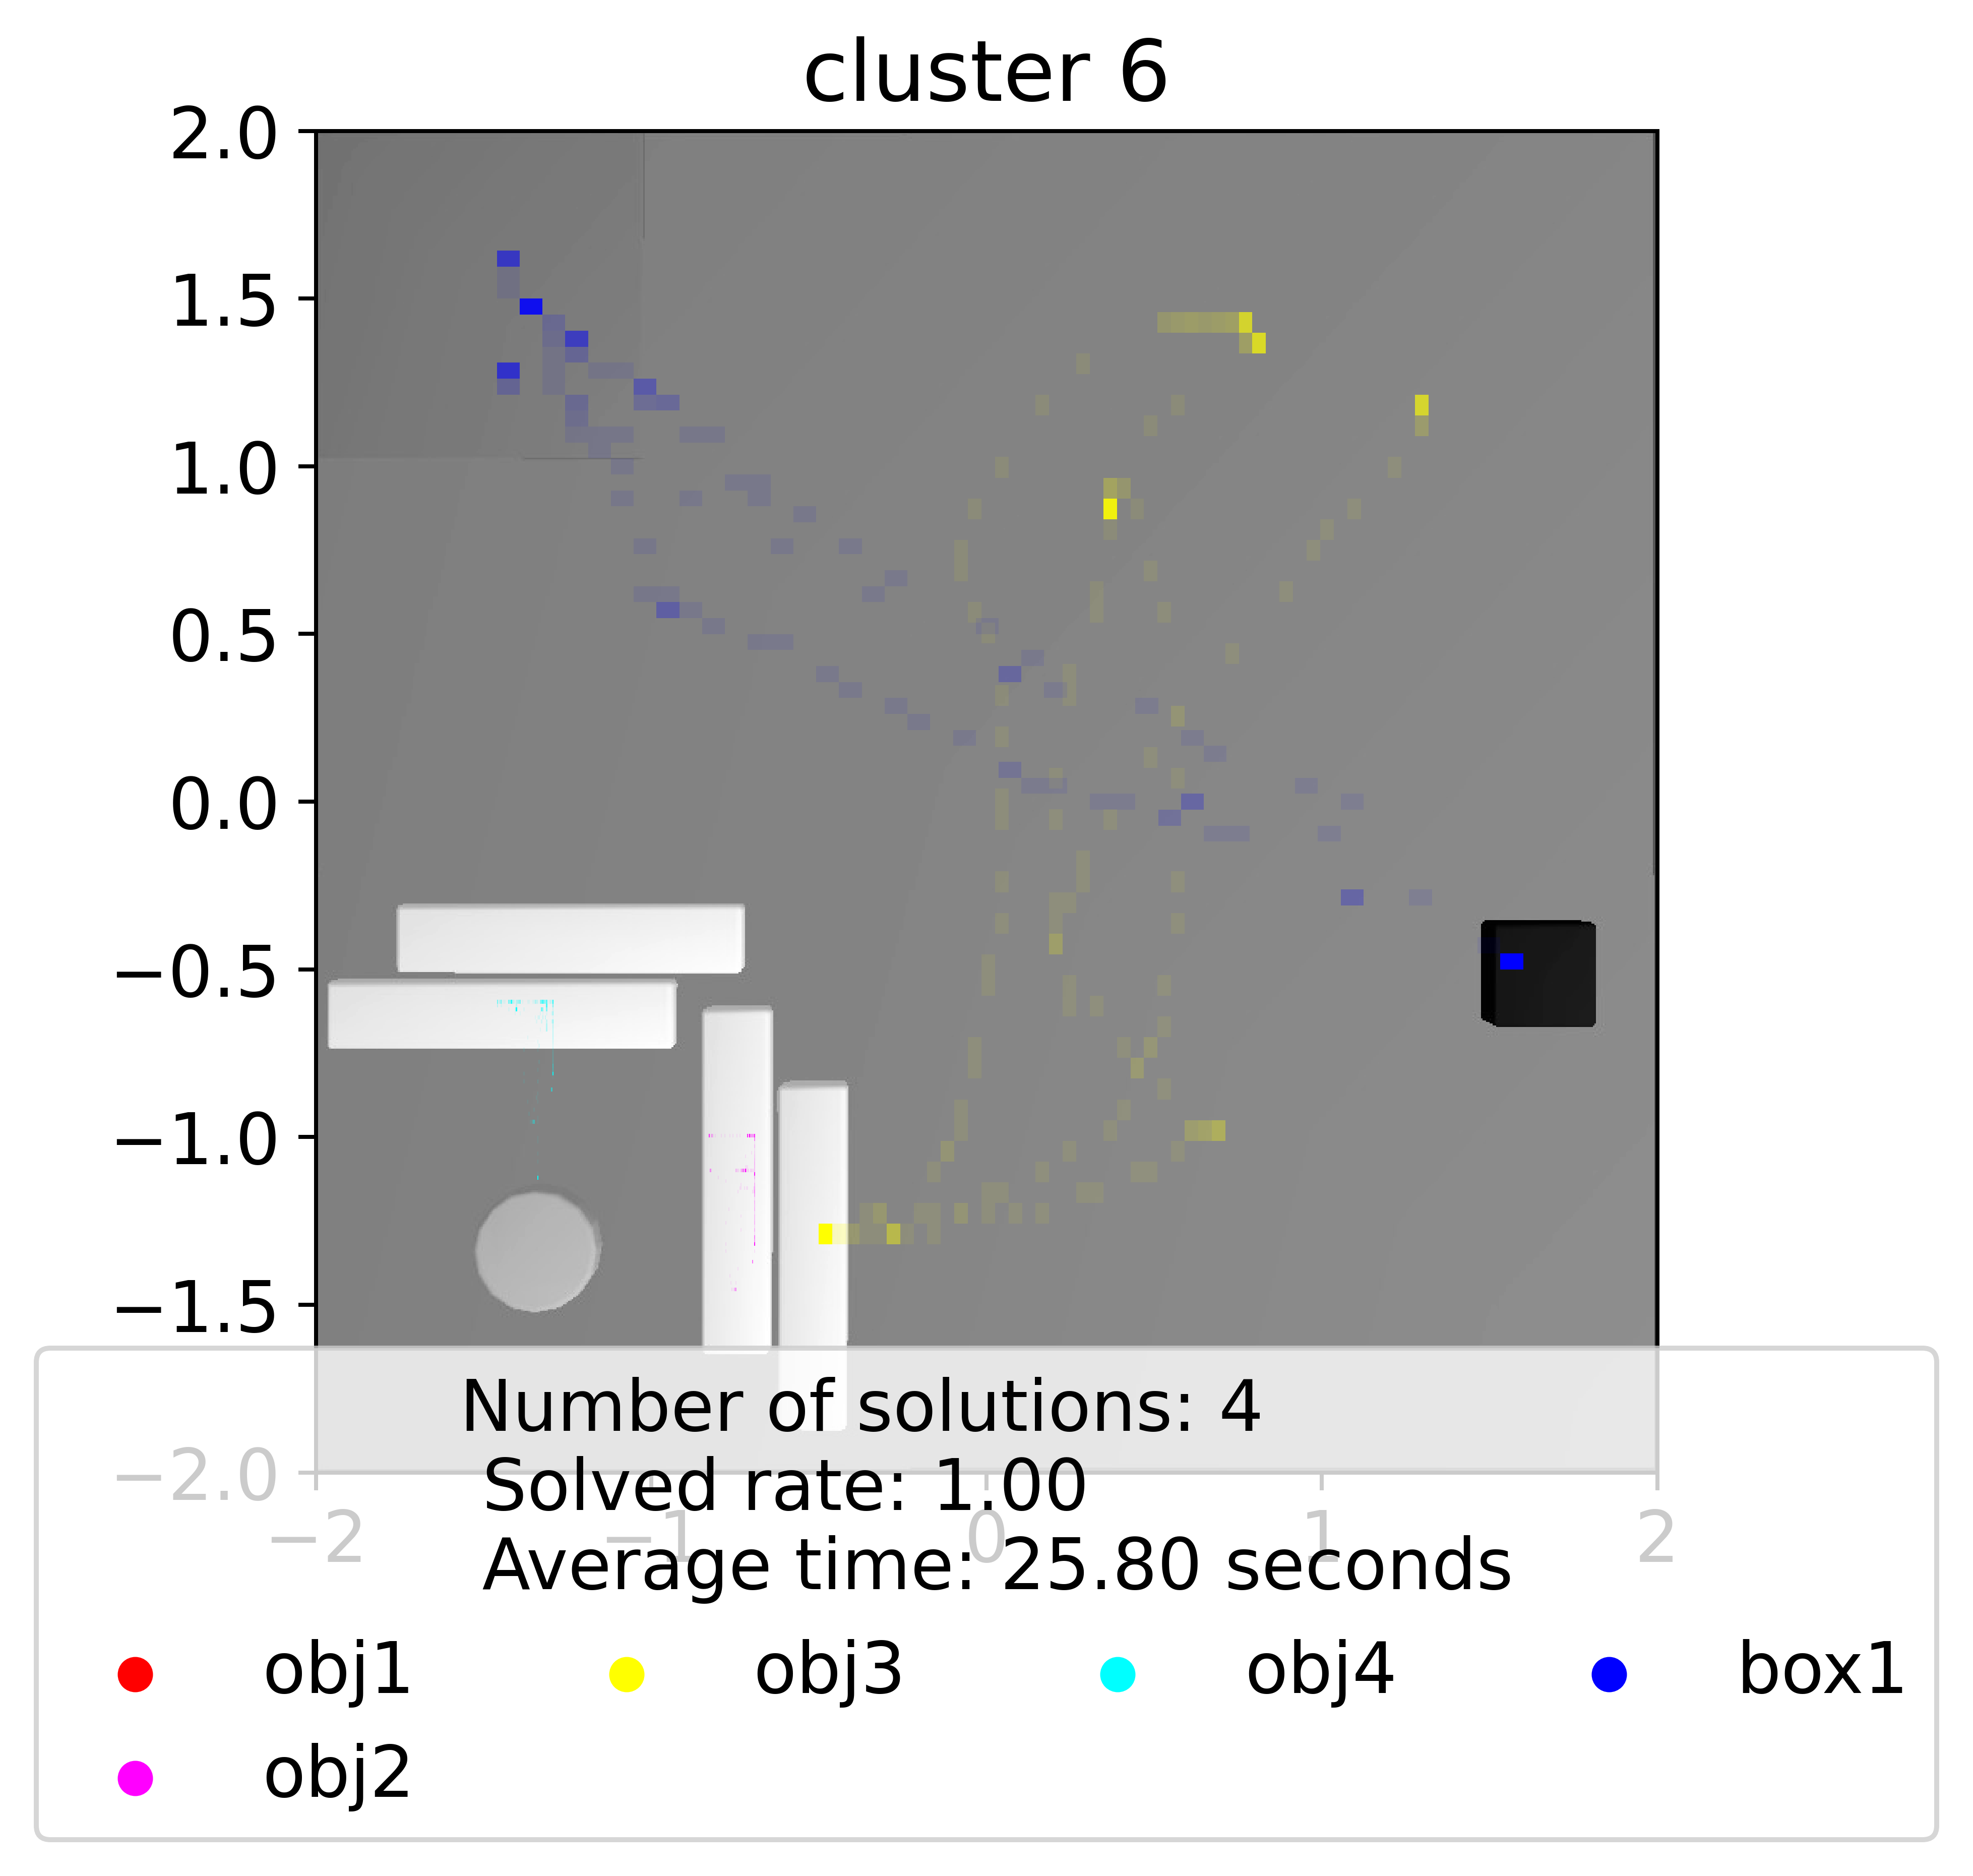 cluster 6
2.0
1.5
1.0
0.5
0.0
−0.5
−1.0
−1.5
−2.0
−2 −1 0 1 2
Number of solutions: 4
Solved rate: 1.00
Average time: 25.80 seconds
obj1 obj3 obj4 box1
obj2